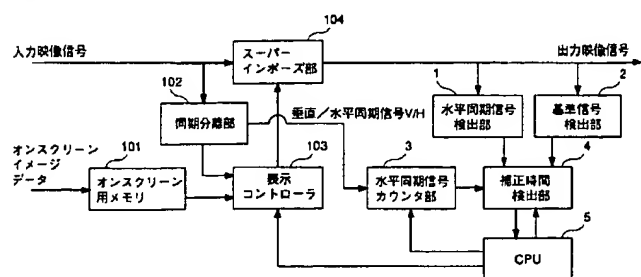 104
入力映像信号
スーパー
インポーズ部
出力映像信号
102
1
2
同期分離部
垂直／水平同期信号V/H
水平同期信号
検出部
基準信号
検出部
オンスクリーン
イメージ
データ
101
103
3
4
オンスクリーン
用メモリ
表示
コントローラ
水平同期信号
カウンタ部
補正時間
検出部
5
CPU